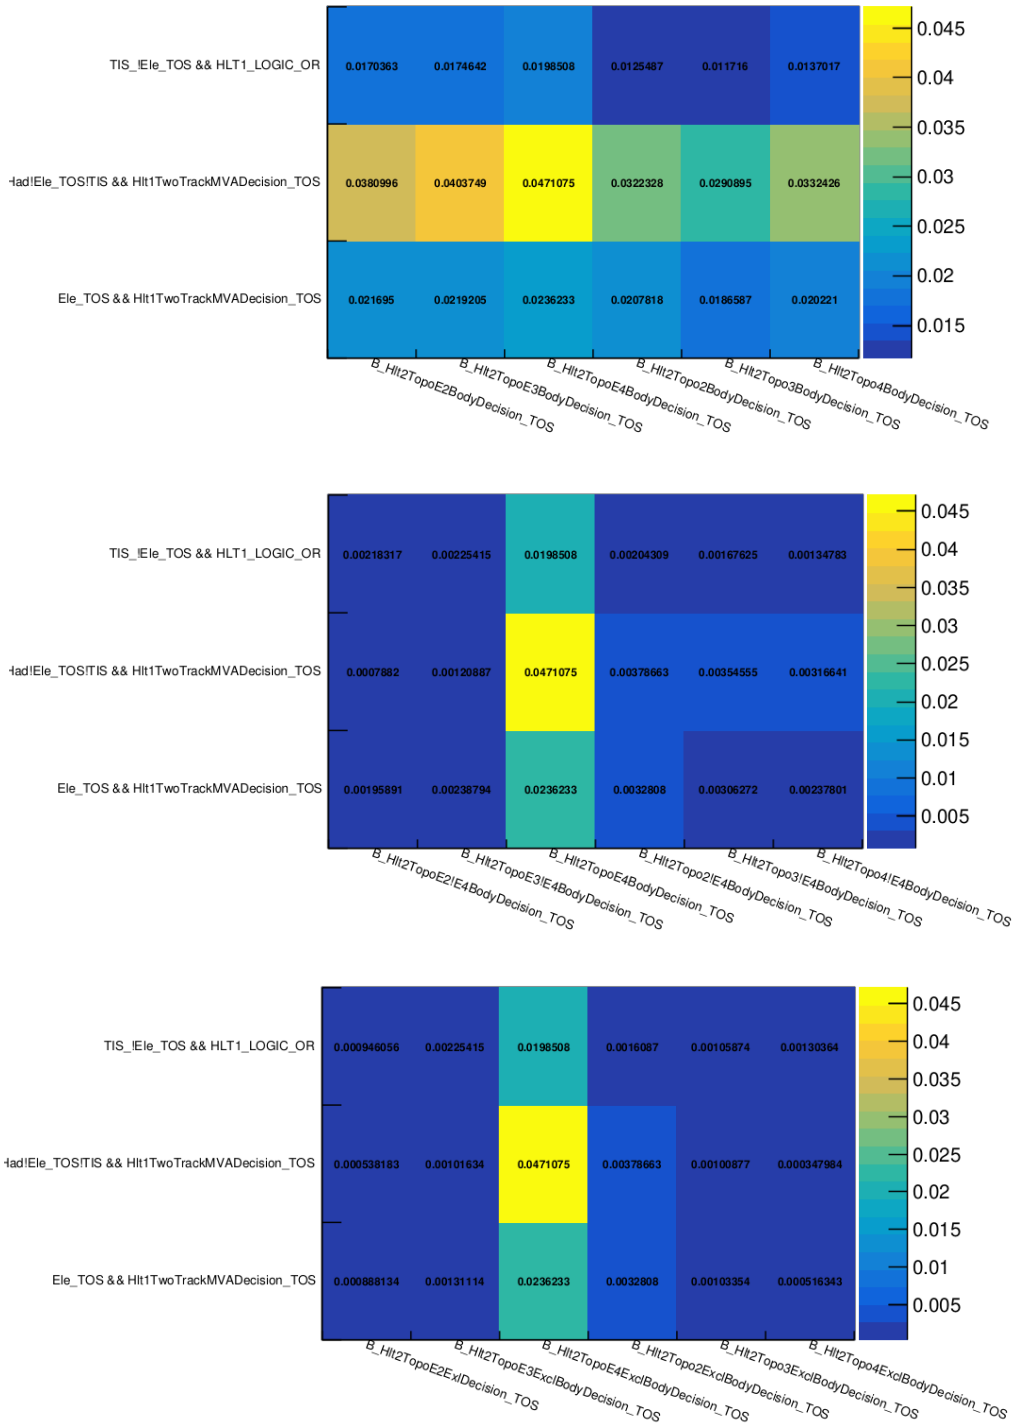 TIS_!Ele_TOS && HLT1_LOGIC_OR 0.0170363 0.0174642 0.0198508 0.0125487 0.011716 0.0137017
Had!Ele_TOS!TIS && Hlt1TwoTrackMVADecision_TOS 0.0380996 0.0403749 0.0471075 0.0322328 0.0290895 0.0332426
Ele_TOS && Hlt1TwoTrackMVADecision_TOS 0.021695 0.0219205 0.0236233 0.0207818 0.0186587 0.020221
B_Hlt2TopoE2BodyDecision_TOS
B_Hlt2TopoE3BodyDecision_TOS
B_Hlt2TopoE4BodyDecision_TOS
B_Hlt2Topo2BodyDecision_TOS
B_Hlt2Topo3BodyDecision_TOS
B_Hlt2Topo4BodyDecision_TOS
0.045
0.04
0.035
0.03
0.025
0.02
0.015
TIS_!Ele_TOS && HLT1_LOGIC_OR 0.00218317 0.00225415 0.0198508 0.00204309 0.00167625 0.00134783
Had!Ele_TOS!TIS && Hlt1TwoTrackMVADecision_TOS 0.0007882 0.00120887 0.0471075 0.00378663 0.00354555 0.00316641
Ele_TOS && Hlt1TwoTrackMVADecision_TOS 0.00195891 0.00238794 0.0236233 0.0032808 0.00306272 0.00237801
B_Hlt2TopoE2!E4BodyDecision_TOS
B_Hlt2TopoE3!E4BodyDecision_TOS
B_Hlt2TopoE4BodyDecision_TOS
B_Hlt2Topo2!E4BodyDecision_TOS
B_Hlt2Topo3!E4BodyDecision_TOS
B_Hlt2Topo4!E4BodyDecision_TOS
0.045
0.04
0.035
0.03
0.025
0.02
0.015
0.01
0.005
TIS_!Ele_TOS && HLT1_LOGIC_OR 0.000946056 0.00225415 0.0198508 0.0016087 0.00105874 0.00130364
Had!Ele_TOS!TIS && Hlt1TwoTrackMVADecision_TOS 0.000538183 0.00101634 0.0471075 0.00378663 0.00100877 0.000347984
Ele_TOS && Hlt1TwoTrackMVADecision_TOS 0.000888134 0.00131114 0.0236233 0.0032808 0.00103354 0.000516343
B_Hlt2TopoE2ExlDecision_TOS
B_Hlt2TopoE3ExclBodyDecision_TOS
B_Hlt2TopoE4ExclBodyDecision_TOS
B_Hlt2Topo2ExclBodyDecision_TOS
B_Hlt2Topo3ExclBodyDecision_TOS
B_Hlt2Topo4ExclBodyDecision_TOS
0.045
0.04
0.035
0.03
0.025
0.02
0.015
0.01
0.005